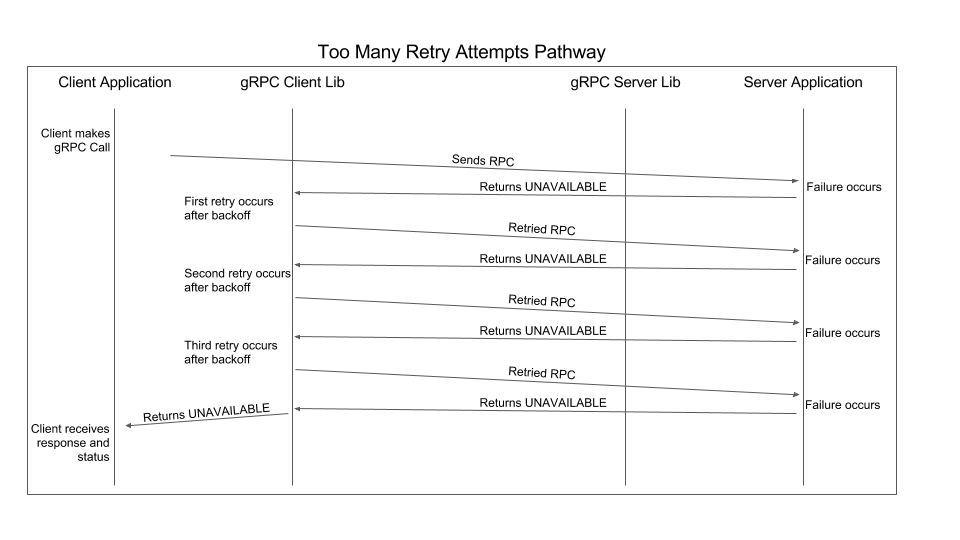 Too Many Retry Attempts Pathway
Client Application
gRPC Client Lib
gRPC Server Lib
Server Application
Client makes
gRPC Call
Sends RPC
Returns UNAVAILABLE
Failure occurs
First retry occurs
after backoff
Retried RPC
Returns UNAVAILABLE
Failure occurs
Second retry occurs
after backoff
Retried RPC
Returns UNAVAILABLE
Failure occurs
Third retry occurs
after backoff
Retried RPC
Returns UNAVAILABLE
Failure occurs
Returns UNAVAILABLE
Client receives
response and
status